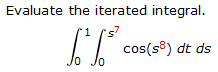 Evaluate the iterated integral.
∫₀¹ ∫₀^(s⁷) cos(s⁸) dt ds